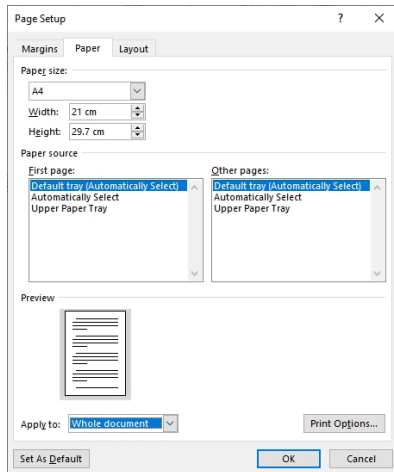 Page Setup ? ×
Margins Paper Layout
Paper size:
A4
Width: 21 cm
Height: 29.7 cm
Paper source
First page: Other pages:
Default tray (Automatically Select) Default tray (Automatically Select)
Automatically Select Automatically Select
Upper Paper Tray Upper Paper Tray
Preview
Apply to: Whole document Print Options...
Set As Default OK Cancel